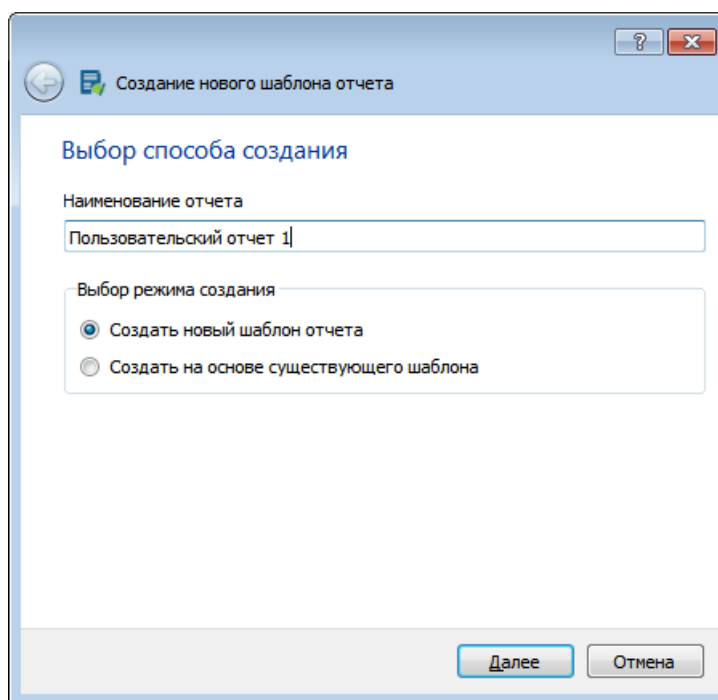 Создание нового шаблона отчета
Выбор способа создания
Наименование отчета
Пользовательский отчет 1
Выбор режима создания
Создать новый шаблон отчета
Создать на основе существующего шаблона
Далее Отмена